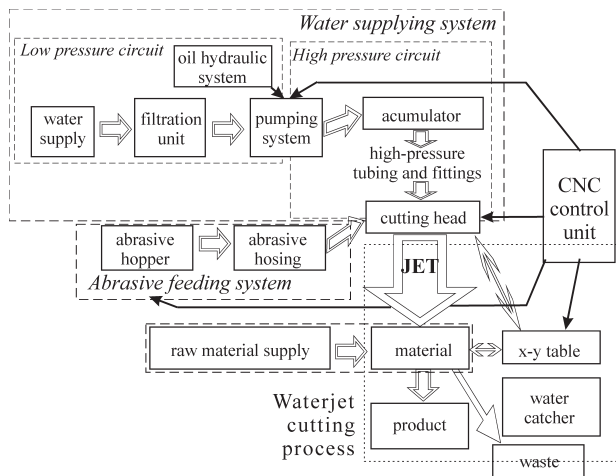 Water supplying system
Low pressure circuit
oil hydraulic
system
High pressure circuit
water
supply
filtration
unit
pumping
system
acumulator
high-pressure
tubing and fittings
CNC
control
unit
cutting head
abrasive
hopper
abrasive
hosing
Abrasive feeding system
JET
raw material supply
material
x-y table
Waterjet
cutting
process
product
water
catcher
waste